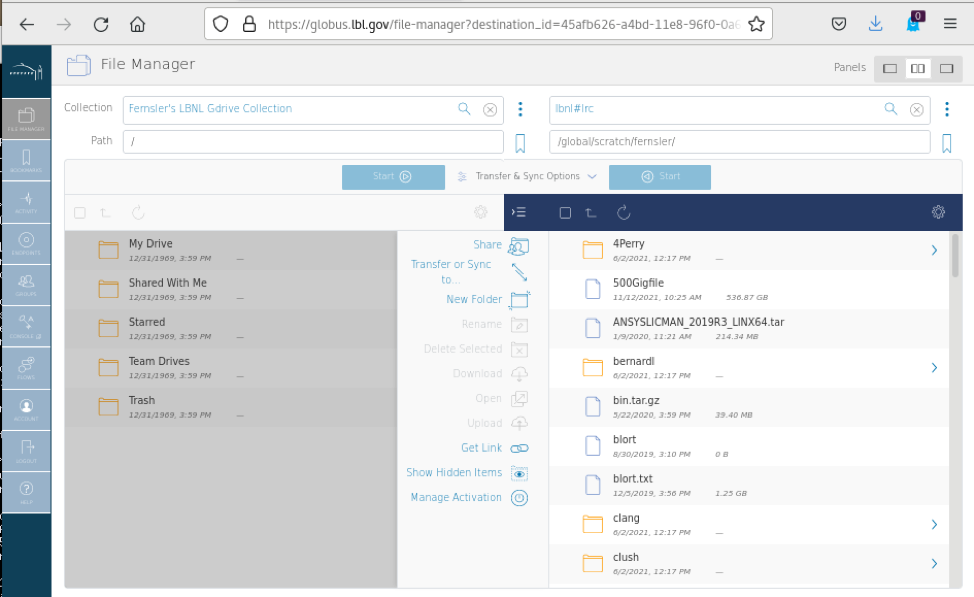 https://globus.lbl.gov/file-manager?destination_id=45afb626-a4bd-11e8-96f0-0a6
0
File Manager
Panels
Collection
Fernsler's LBNL Gdrive Collection
lbnl#lrc
Path
/
/global/scratch/fernsler/
Start
Transfer & Sync Options
Start
FILE MANAGER
BOOKMARKS
ACTIVITY
ENDPOINTS
GROUPS
CONSOLE
FLOWS
ACCOUNT
LOGOUT
HELP
My Drive
12/31/1969, 3:59 PM —
Shared With Me
12/31/1969, 3:59 PM —
Starred
12/31/1969, 3:59 PM —
Team Drives
12/31/1969, 3:59 PM —
Trash
12/31/1969, 3:59 PM —
Share
Transfer or Sync
to...
New Folder
Rename
Delete Selected
Download
Open
Upload
Get Link
Show Hidden Items
Manage Activation
4Perry
6/2/2021, 12:17 PM —
500Gigfile
11/12/2021, 10:25 AM 536.87 GB
ANSYSLICMAN_2019R3_LINX64.tar
1/9/2020, 11:21 AM 214.34 MB
bernardl
6/2/2021, 12:17 PM —
bin.tar.gz
5/22/2020, 3:59 PM 39.40 MB
blort
8/30/2019, 3:10 PM 0 B
blort.txt
12/5/2019, 3:56 PM 1.25 GB
clang
6/2/2021, 12:17 PM —
clush
6/2/2021, 12:17 PM —